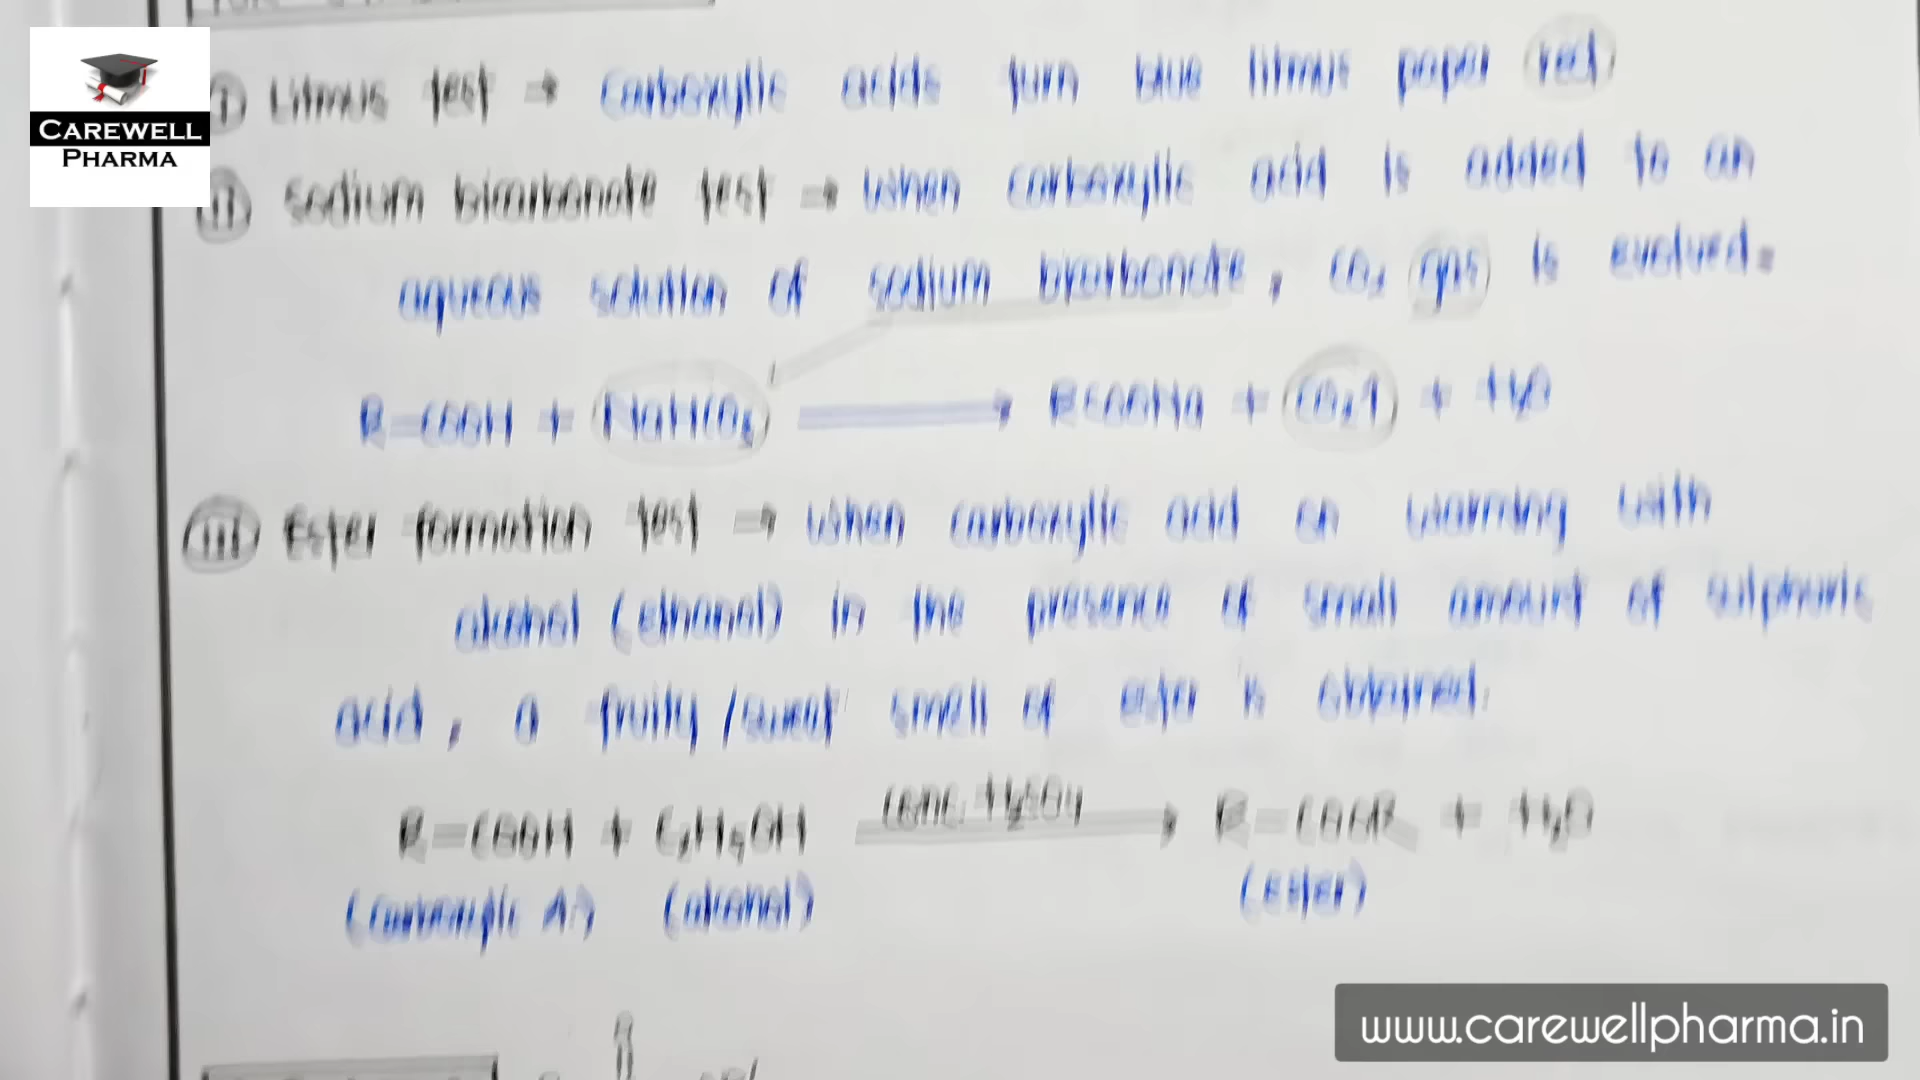 CAREWELL
PHARMA
(i) Litmus test → carboxylic acids turn blue litmus paper red
(ii) sodium bicarbonate test → when carboxylic acid is added to an
aqueous solution of sodium bicarbonate, CO₂ gas is evolved.
R-COOH + NaHCO₃ → RCOONa + CO₂↑ + H₂O
(iii) Ester formation test → when carboxylic acid on warming with
alcohol (ethanol) in the presence of small amount of sulphuric
acid, a fruity/sweet smell of ester is obtained.
R-COOH + C₂H₅OH conc. H₂SO₄ → R-COOR + H₂O
(carboxylic A.) (alcohol) (ester)
www.carewellpharma.in